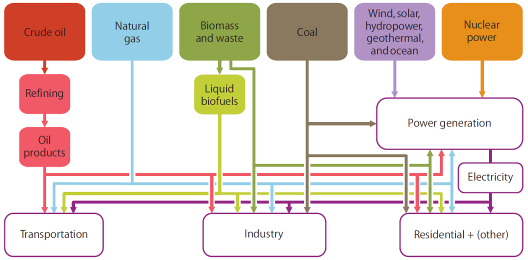 Crude oil
Natural
gas
Biomass
and waste
Coal
Wind, solar,
hydropower,
geothermal,
and ocean
Nuclear
power
Refining
Liquid
biofuels
Power generation
Oil
products
Electricity
Transportation
Industry
Residential + (other)